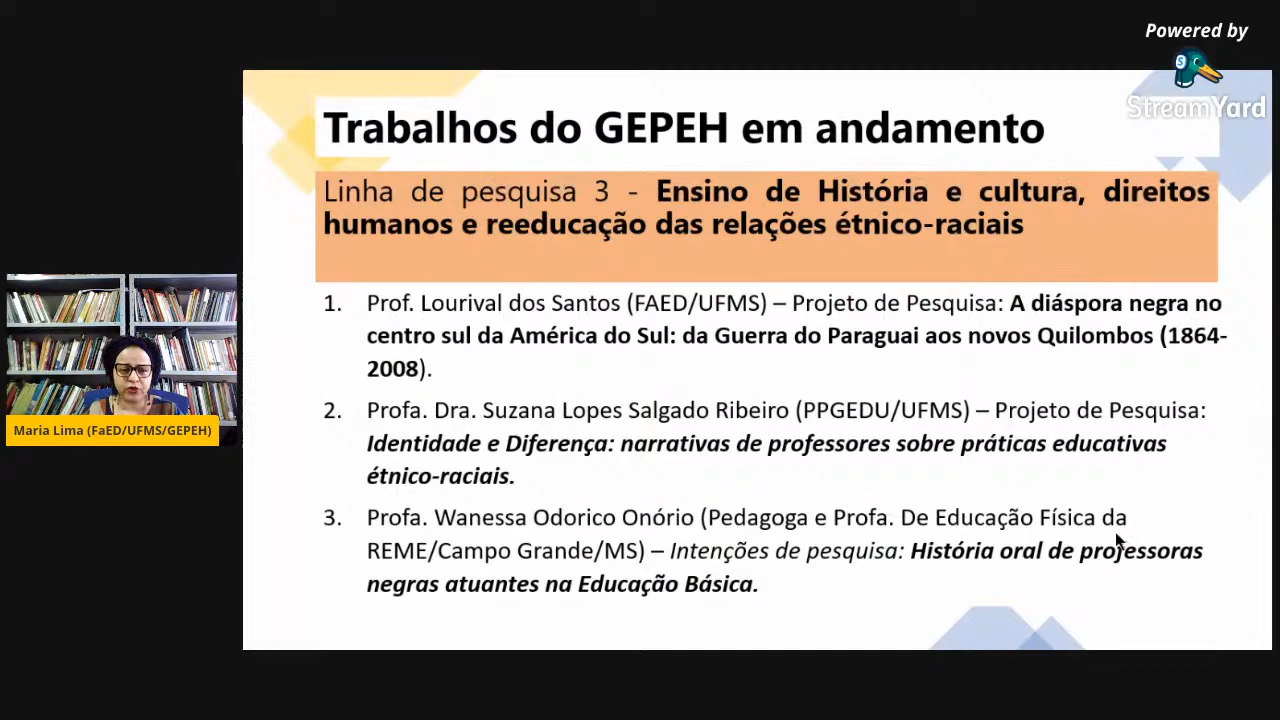 Powered by
StreamYard
Trabalhos do GEPEH em andamento
Linha de pesquisa 3 - Ensino de História e cultura, direitos
humanos e reeducação das relações étnico-raciais
1. Prof. Lourival dos Santos (FAED/UFMS) – Projeto de Pesquisa: A diáspora negra no
centro sul da América do Sul: da Guerra do Paraguai aos novos Quilombos (1864-
2008).
2. Profa. Dra. Suzana Lopes Salgado Ribeiro (PPGEDU/UFMS) – Projeto de Pesquisa:
Identidade e Diferença: narrativas de professores sobre práticas educativas
étnico-raciais.
3. Profa. Wanessa Odorico Onório (Pedagoga e Profa. De Educação Física da
REME/Campo Grande/MS) – Intenções de pesquisa: História oral de professoras
negras atuantes na Educação Básica.
Maria Lima (FaED/UFMS/GEPEH)